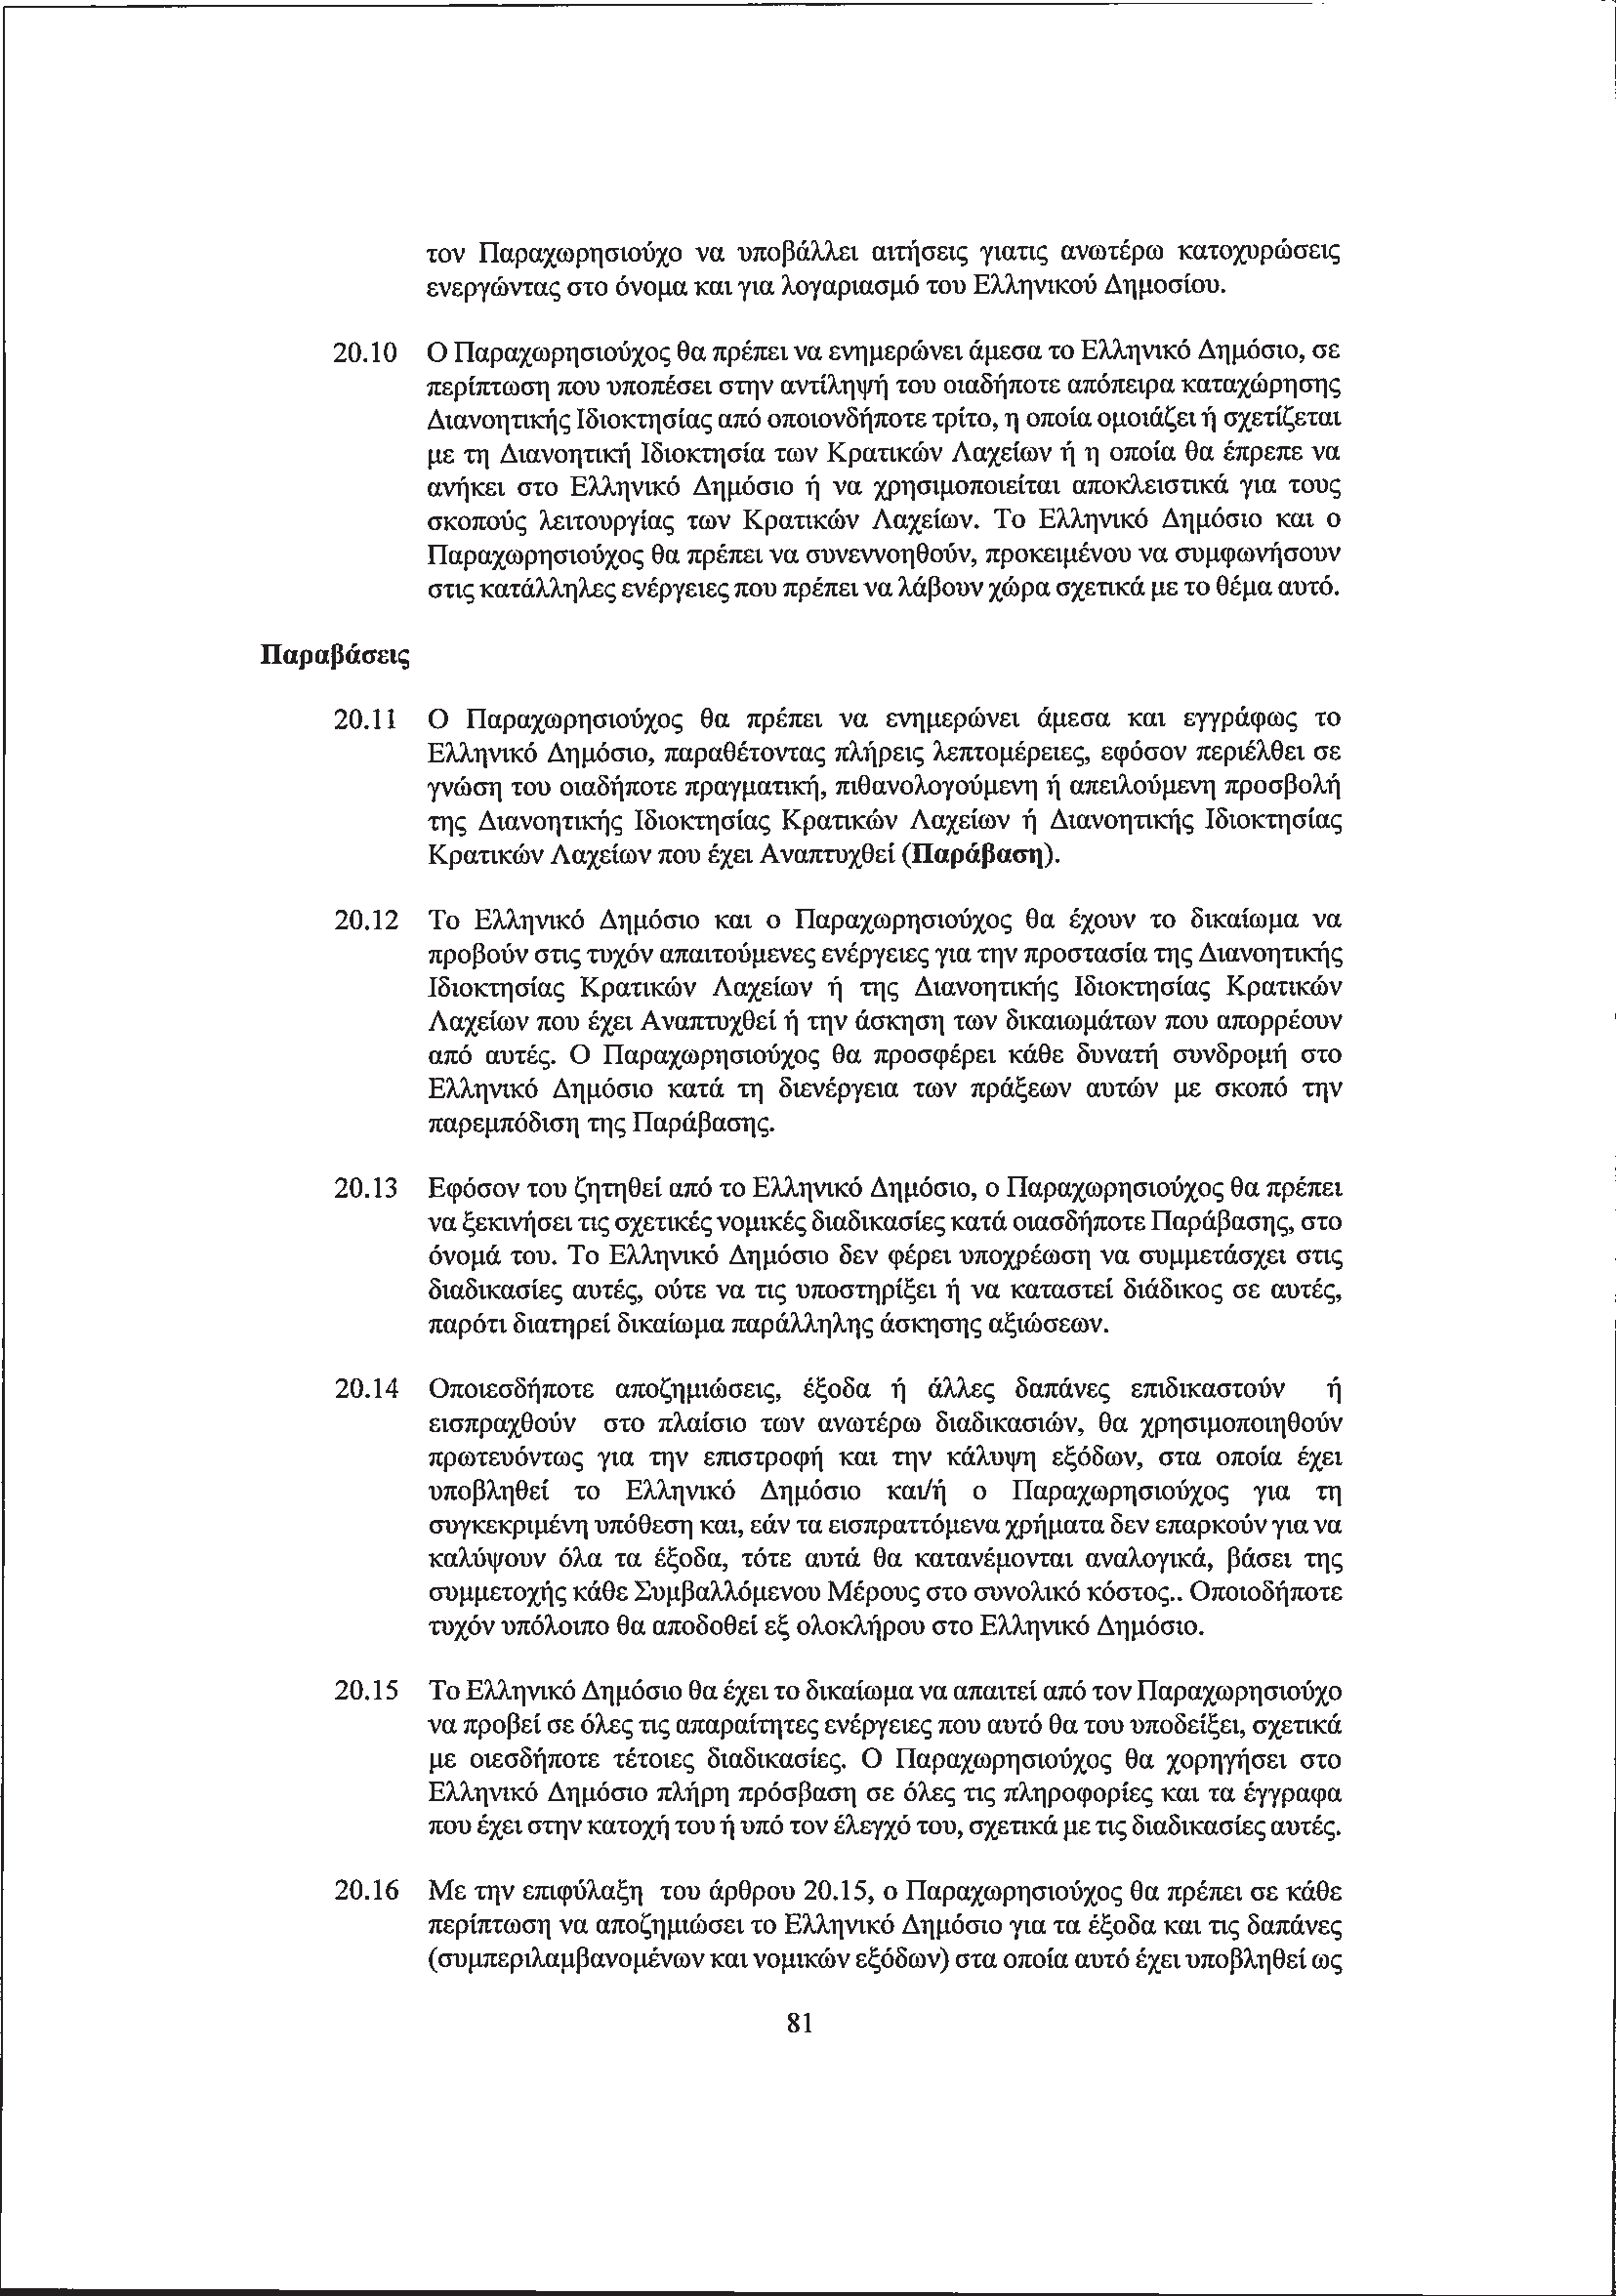 τον Παραχωρησιούχο να υποβάλλει αιτήσεις γιατις ανωτέρω κατοχυρώσεις
ενεργώντας στο όνομα και για λογαριασμό του Ελληνικού Δημοσίου.
20.10 Ο Παραχωρησιούχος θα πρέπει να ενημερώνει άμεσα το Ελληνικό Δημόσιο, σε
περίπτωση που υποπέσει στην αντίληψή του οιαδήποτε απόπειρα καταχώρησης
Διανοητικής Ιδιοκτησίας από οποιονδήποτε τρίτο, η οποία ομοιάζει ή σχετίζεται
με τη Διανοητική Ιδιοκτησία των Κρατικών Λαχείων ή η οποία θα έπρεπε να
ανήκει στο Ελληνικό Δημόσιο ή να χρησιμοποιείται αποκλειστικά για τους
σκοπούς λειτουργίας των Κρατικών Λαχείων. Το Ελληνικό Δημόσιο και ο
Παραχωρησιούχος θα πρέπει να συνεννοηθούν, προκειμένου να συμφωνήσουν
στις κατάλληλες ενέργειες που πρέπει να λάβουν χώρα σχετικά με το θέμα αυτό.
Παραβάσεις
20.11 Ο Παραχωρησιούχος θα πρέπει να ενημερώνει άμεσα και εγγράφως το
Ελληνικό Δημόσιο, παραθέτοντας πλήρεις λεπτομέρειες, εφόσον περιέλθει σε
γνώση του οιαδήποτε πραγματική, πιθανολογούμενη ή απειλούμενη προσβολή
της Διανοητικής Ιδιοκτησίας Κρατικών Λαχείων ή Διανοητικής Ιδιοκτησίας
Κρατικών Λαχείων που έχει Αναπτυχθεί (Παράβαση).
20.12 Το Ελληνικό Δημόσιο και ο Παραχωρησιούχος θα έχουν το δικαίωμα να
προβούν στις τυχόν απαιτούμενες ενέργειες για την προστασία της Διανοητικής
Ιδιοκτησίας Κρατικών Λαχείων ή της Διανοητικής Ιδιοκτησίας Κρατικών
Λαχείων που έχει Αναπτυχθεί ή την άσκηση των δικαιωμάτων που απορρέουν
από αυτές. Ο Παραχωρησιούχος θα προσφέρει κάθε δυνατή συνδρομή στο
Ελληνικό Δημόσιο κατά τη διενέργεια των πράξεων αυτών με σκοπό την
παρεμπόδιση της Παράβασης.
20.13 Εφόσον του ζητηθεί από το Ελληνικό Δημόσιο, ο Παραχωρησιούχος θα πρέπει
να ξεκινήσει τις σχετικές νομικές διαδικασίες κατά οιασδήποτε Παράβασης, στο
όνομά του. Το Ελληνικό Δημόσιο δεν φέρει υποχρέωση να συμμετάσχει στις
διαδικασίες αυτές, ούτε να τις υποστηρίξει ή να καταστεί διάδικος σε αυτές,
παρότι διατηρεί δικαίωμα παράλληλης άσκησης αξιώσεων.
20.14 Οποιεσδήποτε αποζημιώσεις, έξοδα ή άλλες δαπάνες επιδικαστούν ή
εισπραχθούν στο πλαίσιο των ανωτέρω διαδικασιών, θα χρησιμοποιηθούν
πρωτευόντως για την επιστροφή και την κάλυψη εξόδων, στα οποία έχει
υποβληθεί το Ελληνικό Δημόσιο και/ή ο Παραχωρησιούχος για τη
συγκεκριμένη υπόθεση και, εάν τα εισπραττόμενα χρήματα δεν επαρκούν για να
καλύψουν όλα τα έξοδα, τότε αυτά θα κατανέμονται αναλογικά, βάσει της
συμμετοχής κάθε Συμβαλλόμενου Μέρους στο συνολικό κόστος.. Οποιοδήποτε
τυχόν υπόλοιπο θα αποδοθεί εξ ολοκλήρου στο Ελληνικό Δημόσιο.
20.15 Το Ελληνικό Δημόσιο θα έχει το δικαίωμα να απαιτεί από τον Παραχωρησιούχο
να προβεί σε όλες τις απαραίτητες ενέργειες που αυτό θα του υποδείξει, σχετικά
με οιεσδήποτε τέτοιες διαδικασίες. Ο Παραχωρησιούχος θα χορηγήσει στο
Ελληνικό Δημόσιο πλήρη πρόσβαση σε όλες τις πληροφορίες και τα έγγραφα
που έχει στην κατοχή του ή υπό τον έλεγχό του, σχετικά με τις διαδικασίες αυτές.
20.16 Με την επιφύλαξη του άρθρου 20.15, ο Παραχωρησιούχος θα πρέπει σε κάθε
περίπτωση να αποζημιώσει το Ελληνικό Δημόσιο για τα έξοδα και τις δαπάνες
(συμπεριλαμβανομένων και νομικών εξόδων) στα οποία αυτό έχει υποβληθεί ως
81